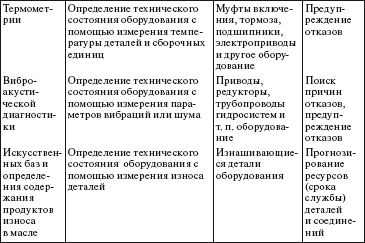 Термомет-
рии
Определение технического
состояния оборудования с
помощью измерения темпе-
ратуры деталей и сборочных
единиц
Муфты включе-
ния, тормоза,
подшипники,
электроприводы
и другое обору-
дование
Предуп-
реждение
отказов
Вибро-
акусти-
ческой
диагности-
ки
Определение технического
состояния оборудования с
помощью измерения пара-
метров вибраций или шума
Приводы,
редукторы,
трубопроводы
гидросистем и
т, п, оборудова-
ние
Поиск
причин
отказов,
предуп-
реждение
отказов
Искусствен-
ных баз и
определе-
ния содер-
жания
продуктов
износа
в масле
Определение технического
состояния оборудования с
помощью измерения износа
деталей
Изнашивающие-
ся детали
оборудования
Прогнози-
рование
ресурсов
(срока
службы)
деталей
и соедине-
ний